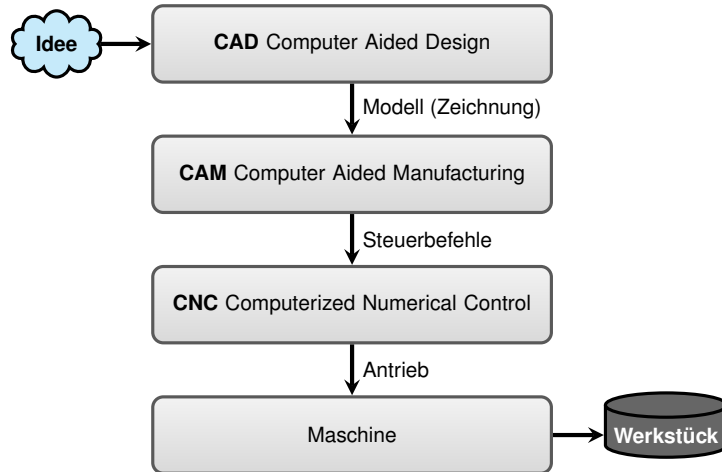 Idee
CAD Computer Aided Design
Modell (Zeichnung)
CAM Computer Aided Manufacturing
Steuerbefehle
CNC Computerized Numerical Control
Antrieb
Maschine
Werkstück